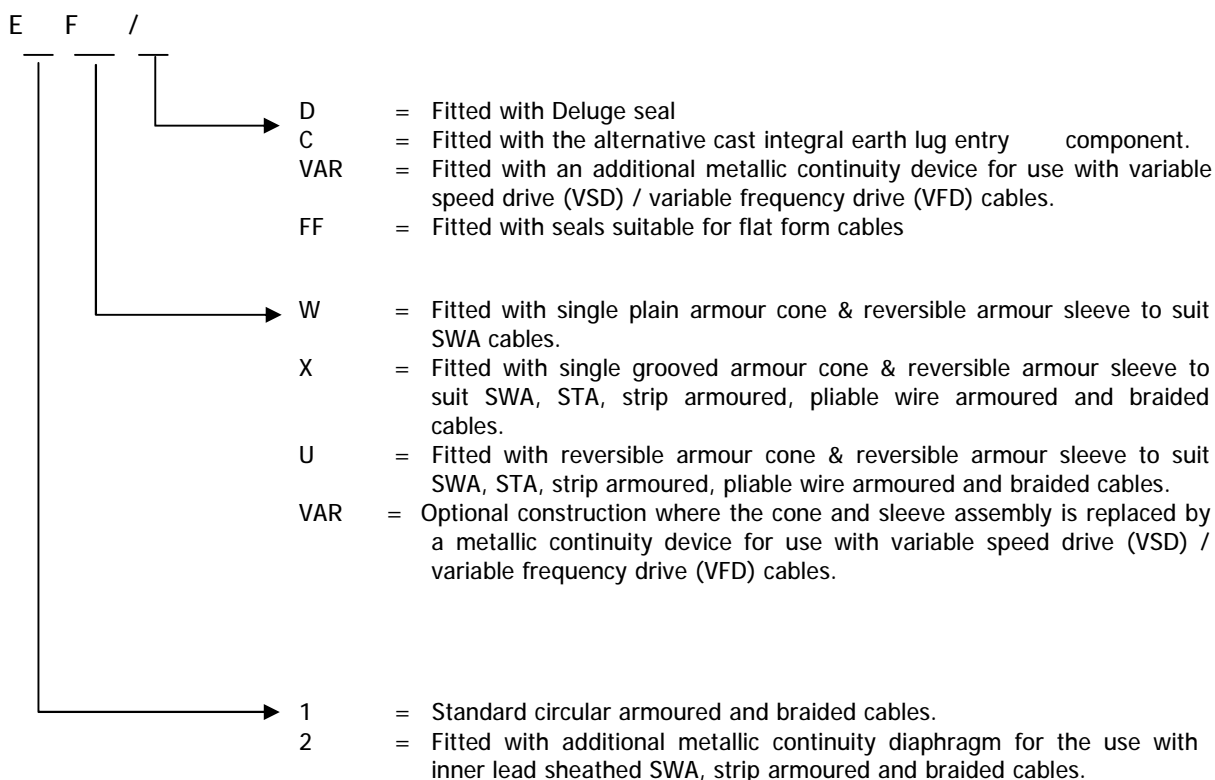 E F /
D = Fitted with Deluge seal
C = Fitted with the alternative cast integral earth lug entry component.
VAR = Fitted with an additional metallic continuity device for use with variable
speed drive (VSD) / variable frequency drive (VFD) cables.
FF = Fitted with seals suitable for flat form cables
W = Fitted with single plain armour cone & reversible armour sleeve to suit
SWA cables.
X = Fitted with single grooved armour cone & reversible armour sleeve to
suit SWA, STA, strip armoured, pliable wire armoured and braided
cables.
U = Fitted with reversible armour cone & reversible armour sleeve to suit
SWA, STA, strip armoured, pliable wire armoured and braided cables.
VAR = Optional construction where the cone and sleeve assembly is replaced by
a metallic continuity device for use with variable speed drive (VSD) /
variable frequency drive (VFD) cables.
1 = Standard circular armoured and braided cables.
2 = Fitted with additional metallic continuity diaphragm for the use with
inner lead sheathed SWA, strip armoured and braided cables.